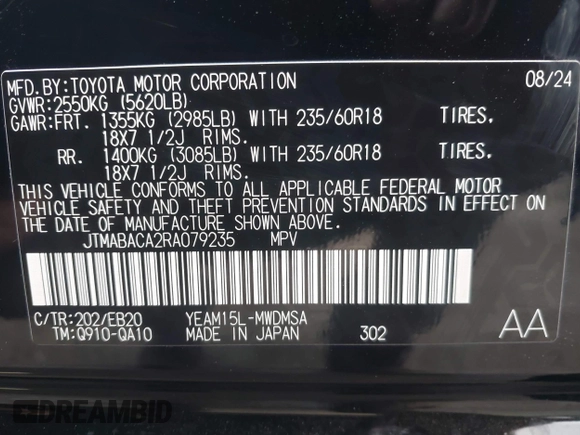 MFD.BY:TOYOTA MOTOR CORPORATION 08/24
GVWR:2550KG (5620LB)
GAWR:FRT. 1355KG (2985LB) WITH 235/60R18 TIRES.
18X7 1/2J RIMS.
RR. 1400KG (3085LB) WITH 235/60R18 TIRES.
18X7 1/2J RIMS.
THIS VEHICLE CONFORMS TO ALL APPLICABLE FEDERAL MOTOR
VEHICLE SAFETY AND THEFT PREVENTION STANDARDS IN EFFECT ON
THE DATE OF MANUFACTURE SHOWN ABOVE.
JTMABACA2RA079235 MPV
C/TR:202/EB20 YEAM15L-MWDMSA
TM:Q910-QA10 MADE IN JAPAN 302 AA
DREAMBID